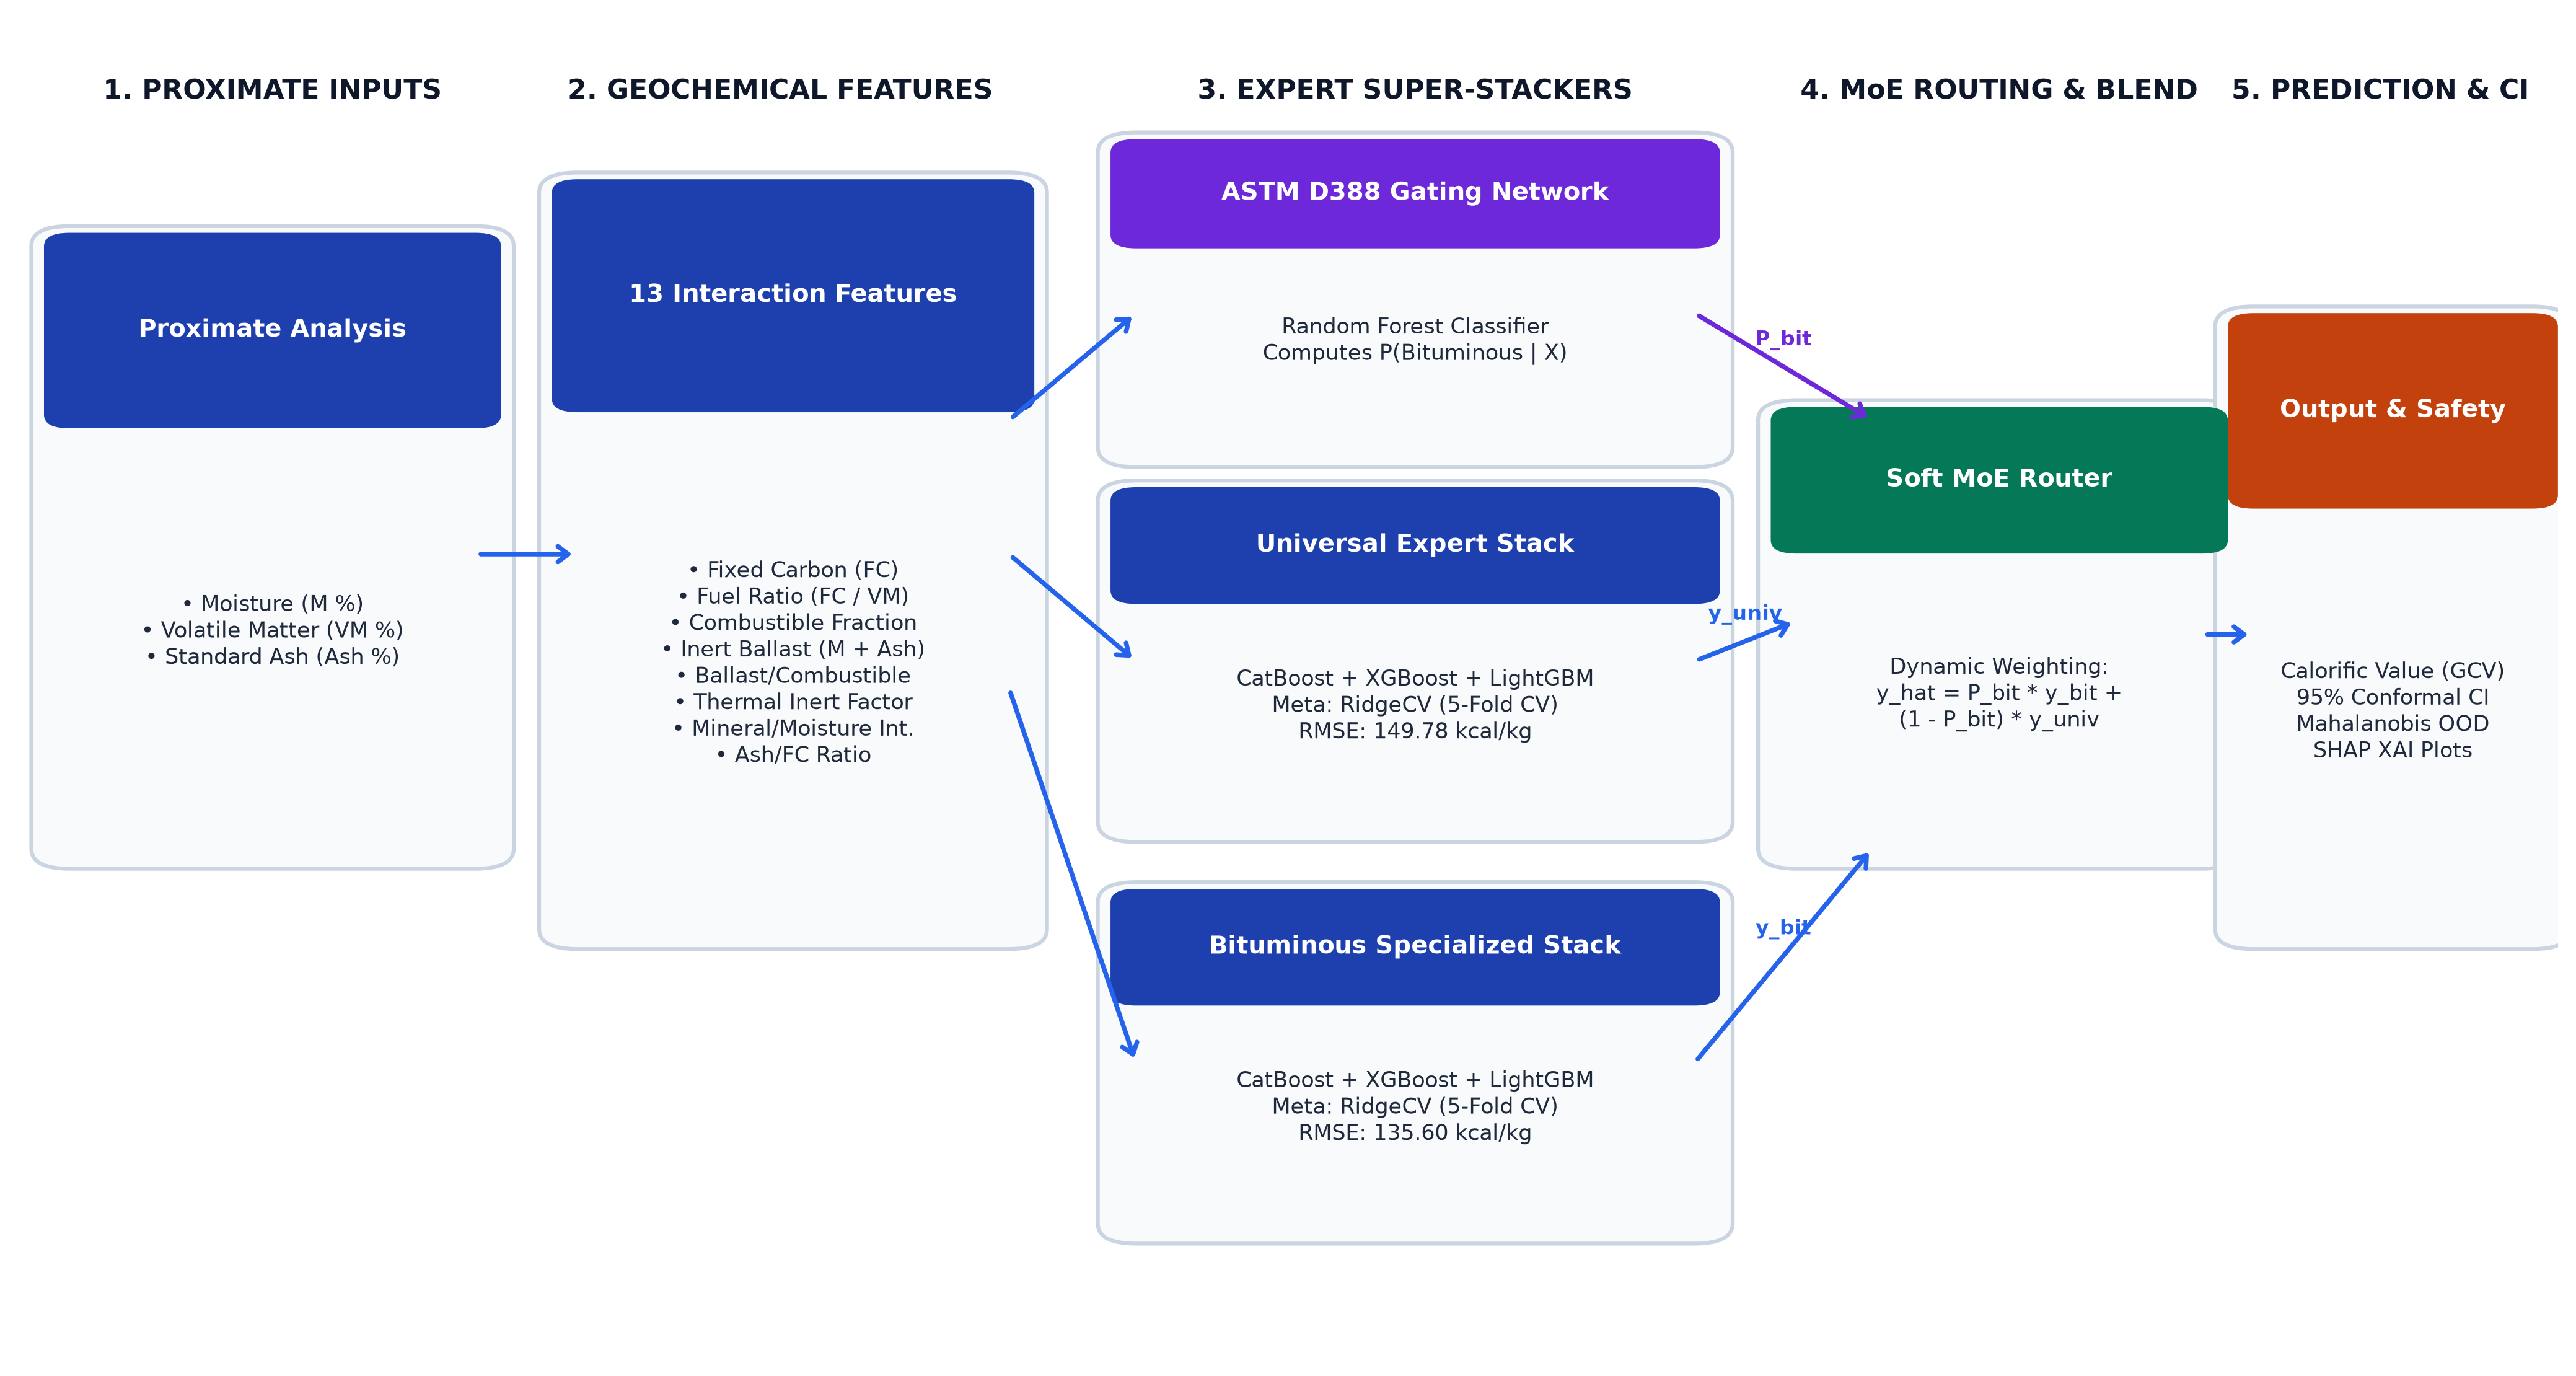 1. PROXIMATE INPUTS
2. GEOCHEMICAL FEATURES
3. EXPERT SUPER-STACKERS
4. MoE ROUTING & BLEND
5. PREDICTION & CI
Proximate Analysis
• Moisture (M %)
• Volatile Matter (VM %)
• Standard Ash (Ash %)
13 Interaction Features
• Fixed Carbon (FC)
• Fuel Ratio (FC / VM)
• Combustible Fraction
• Inert Ballast (M + Ash)
• Ballast/Combustible
• Thermal Inert Factor
• Mineral/Moisture Int.
• Ash/FC Ratio
ASTM D388 Gating Network
Random Forest Classifier
Computes P(Bituminous | X)
Universal Expert Stack
CatBoost + XGBoost + LightGBM
Meta: RidgeCV (5-Fold CV)
RMSE: 149.78 kcal/kg
Bituminous Specialized Stack
CatBoost + XGBoost + LightGBM
Meta: RidgeCV (5-Fold CV)
RMSE: 135.60 kcal/kg
P_bit
y_univ
y_bit
Soft MoE Router
Dynamic Weighting:
y_hat = P_bit * y_bit +
(1 - P_bit) * y_univ
Output & Safety
Calorific Value (GCV)
95% Conformal CI
Mahalanobis OOD
SHAP XAI Plots